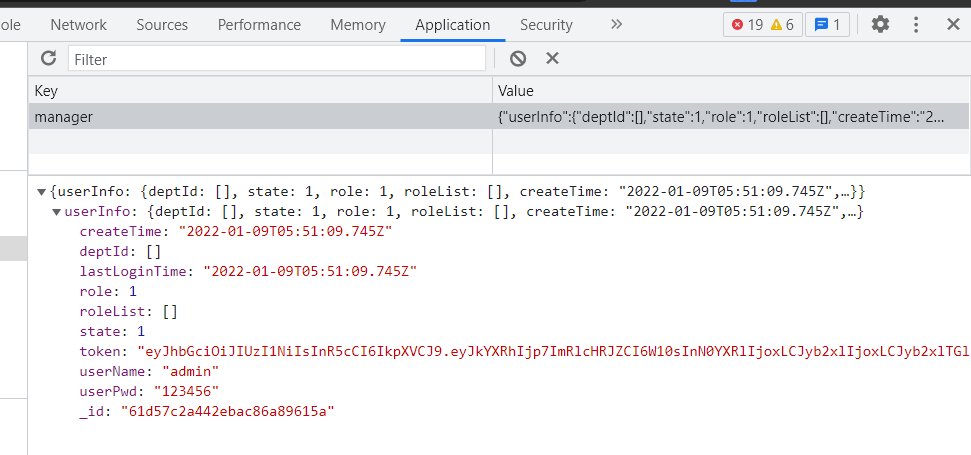 ole Network Sources Performance Memory Application Security » 19 6 1
Filter
Key Value
manager {"userInfo":{"deptId":[],"state":1,"role":1,"roleList":[],"createTime":"2...
{userInfo: {deptId: [], state: 1, role: 1, roleList: [], createTime: "2022-01-09T05:51:09.745Z",…}}
userInfo: {deptId: [], state: 1, role: 1, roleList: [], createTime: "2022-01-09T05:51:09.745Z",…}
createTime: "2022-01-09T05:51:09.745Z"
deptId: []
lastLoginTime: "2022-01-09T05:51:09.745Z"
role: 1
roleList: []
state: 1
token: "eyJhbGciOiJIUzI1NiIsInR5cCI6IkpXVCJ9.eyJkYXRhIjp7ImRlcHRJZCI6W10sInN0YXRlIjoxLCJyb2xlIjoxLCJyb2xlTGl
userName: "admin"
userPwd: "123456"
_id: "61d57c2a442ebac86a89615a"